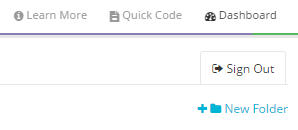 Learn More Quick Code Dashboard
Sign Out
New Folder